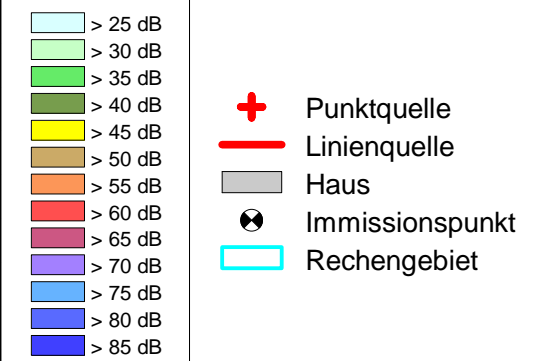 > 25 dB
> 30 dB
> 35 dB
> 40 dB
> 45 dB
> 50 dB
> 55 dB
> 60 dB
> 65 dB
> 70 dB
> 75 dB
> 80 dB
> 85 dB
Punktquelle
Linienquelle
Haus
Immissionspunkt
Rechengebiet